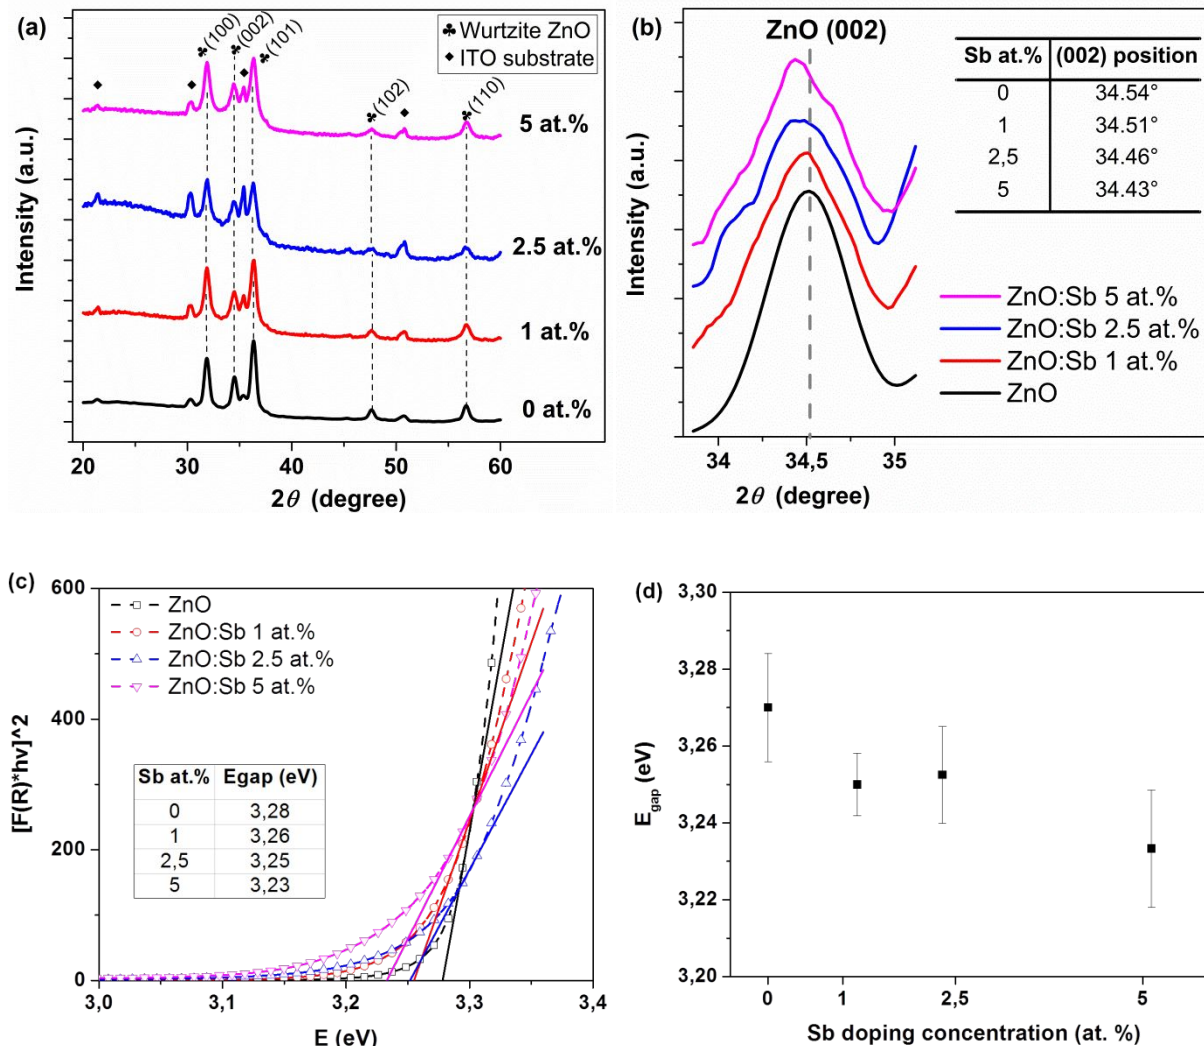 (a)
♣(100)
♣(002)
♣(101)
♣(102)
♣(110)
♣ Wurtzite ZnO
◆ ITO substrate
5 at.%
2.5 at.%
1 at.%
0 at.%
Intensity (a.u.)
20 30 40 50 60
2θ (degree)
(b)
ZnO (002)
Sb at.% (002) position
0 34.54°
1 34.51°
2,5 34.46°
5 34.43°
ZnO:Sb 5 at.%
ZnO:Sb 2.5 at.%
ZnO:Sb 1 at.%
ZnO
Intensity (a.u.)
34 34,5 35
2θ (degree)
(c)
600
400
200
0
[F(R)*hv]^2
ZnO
ZnO:Sb 1 at.%
ZnO:Sb 2.5 at.%
ZnO:Sb 5 at.%
Sb at.% Egap (eV)
0 3,28
1 3,26
2,5 3,25
5 3,23
3,0 3,1 3,2 3,3 3,4
E (eV)
(d)
3,30
3,28
3,26
3,24
3,22
3,20
E_gap (eV)
0 1 2,5 5
Sb doping concentration (at. %)